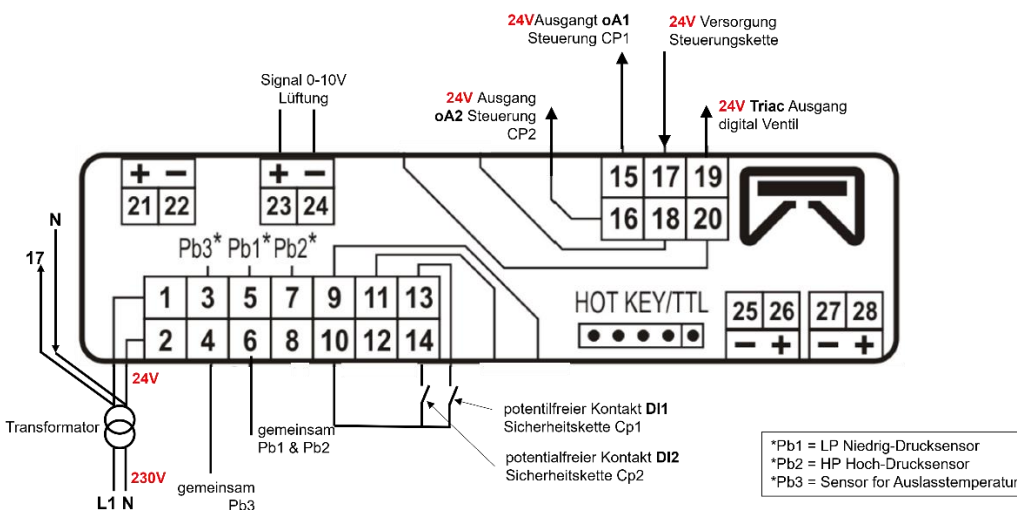 24VAusgangt oA1
Steuerung CP1
24V Versorgung
Steuerungskette
Signal 0-10V
Lüftung
24V Ausgang
oA2 Steuerung
CP2
24V Triac Ausgang
digital Ventil
+ −
21 22
+ −
23 24
15 17 19
16 18 20
N
17
Pb3* Pb1* Pb2*
1 3 5 7 9 11 13
2 4 6 8 10 12 14
HOT KEY/TTL
25 26
− +
27 28
− +
24V
Transformator
230V
L1 N
gemeinsam
Pb1 & Pb2
gemeinsam
Pb3
potentilfreier Kontakt DI1
Sicherheitskette Cp1
potentialfreier Kontakt DI2
Sicherheitskette Cp2
*Pb1 = LP Niedrig-Drucksensor
*Pb2 = HP Hoch-Drucksensor
*Pb3 = Sensor for Auslasstemperatur